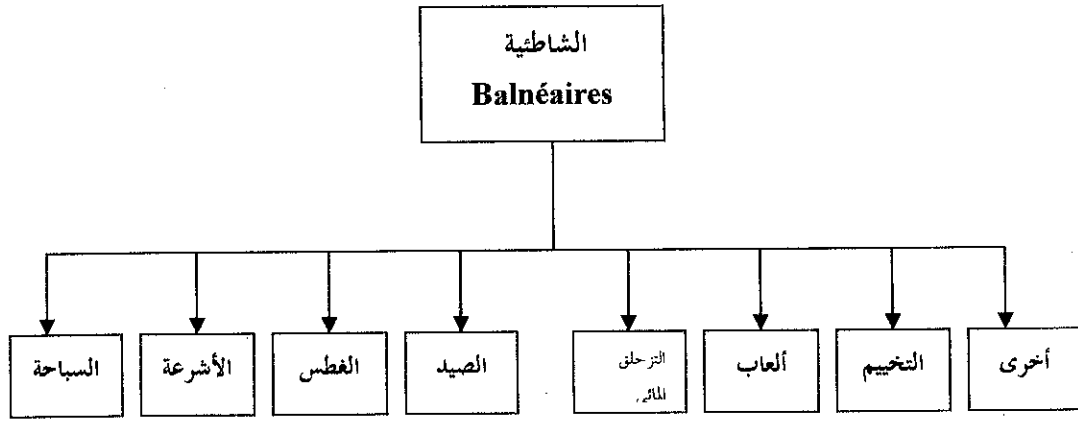 الشاطئية
Balnéaires
أخرى
التخييم
ألعاب
التزحلق
المائي
الصيد
الغطس
الأشرعة
السباحة